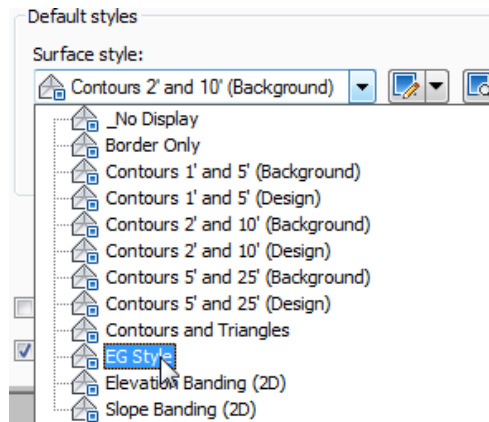 Default styles
Surface style:
Contours 2' and 10' (Background)
_No Display
Border Only
Contours 1' and 5' (Background)
Contours 1' and 5' (Design)
Contours 2' and 10' (Background)
Contours 2' and 10' (Design)
Contours 5' and 25' (Background)
Contours 5' and 25' (Design)
Contours and Triangles
EG Style
Elevation Banding (2D)
Slope Banding (2D)